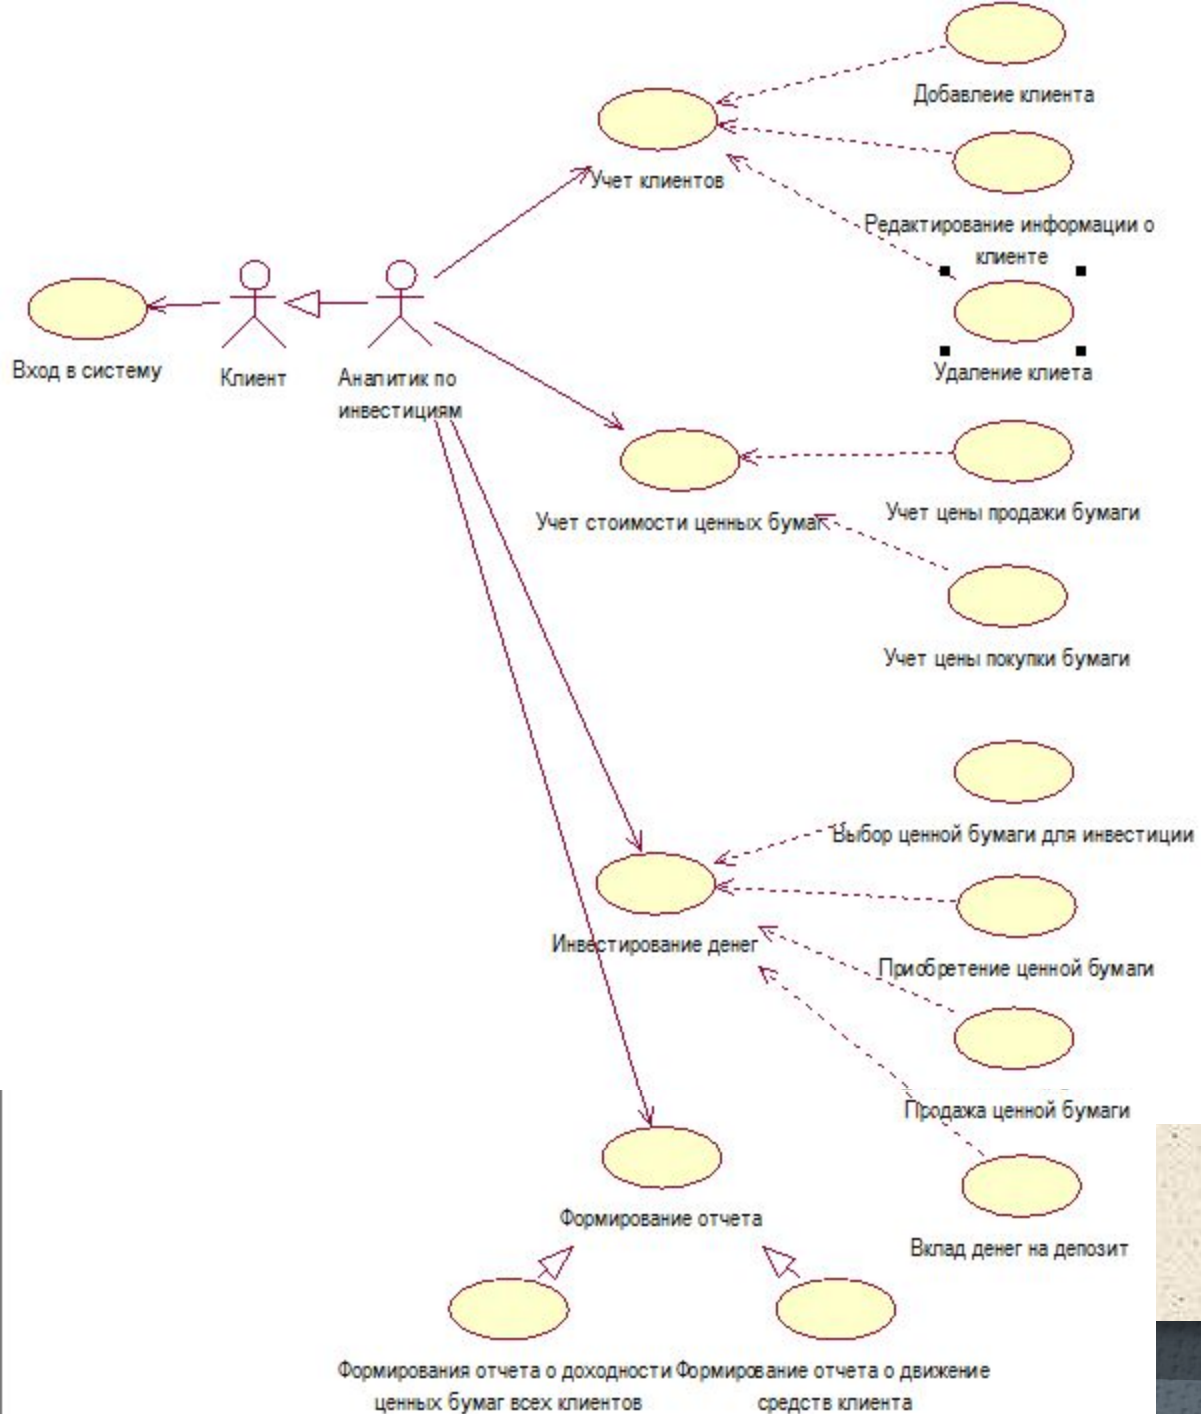 Добавлеие клиента
Учет клиентов
Редактирование информации о
клиенте
Вход в систему
Клиент
Аналитик по
инвестициям
Удаление клиета
Учет стоимости ценных бумаг
Учет цены продажи бумаги
Учет цены покупки бумаги
Выбор ценной бумаги для инвестиции
Инвестирование денег
Приобретение ценной бумаги
Продажа ценной бумаги
Формирование отчета
Вклад денег на депозит
Формирования отчета о доходности
ценных бумаг всех клиентов
Формирование отчета о движение
средств клиента